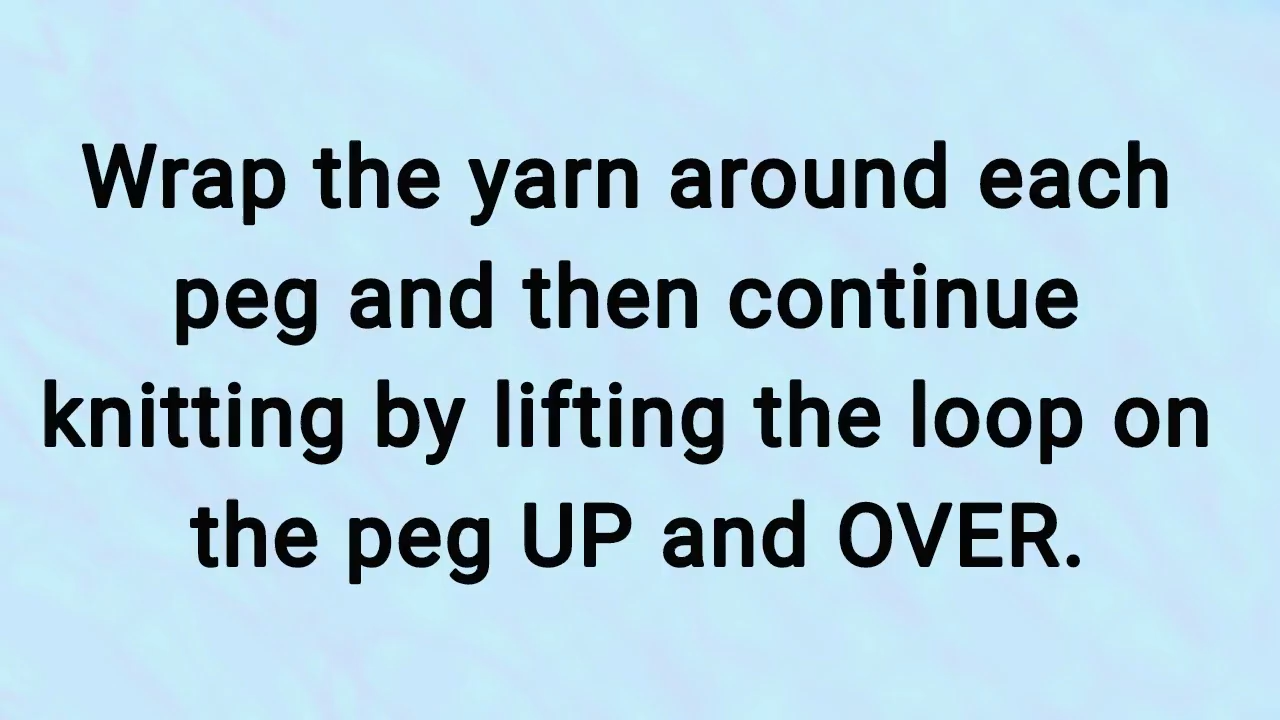 Wrap the yarn around each
peg and then continue
knitting by lifting the loop on
the peg UP and OVER.